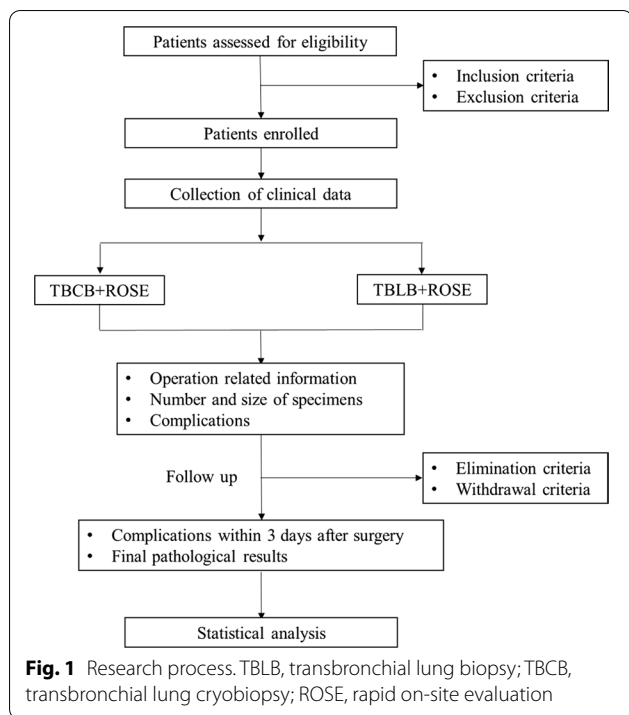 Patients assessed for eligibility
• Inclusion criteria
• Exclusion criteria
Patients enrolled
Collection of clinical data
TBCB+ROSE
TBLB+ROSE
• Operation related information
• Number and size of specimens
• Complications
Follow up
• Elimination criteria
• Withdrawal criteria
• Complications within 3 days after surgery
• Final pathological results
Statistical analysis
Fig. 1 Research process. TBLB, transbronchial lung biopsy; TBCB,
transbronchial lung cryobiopsy; ROSE, rapid on-site evaluation